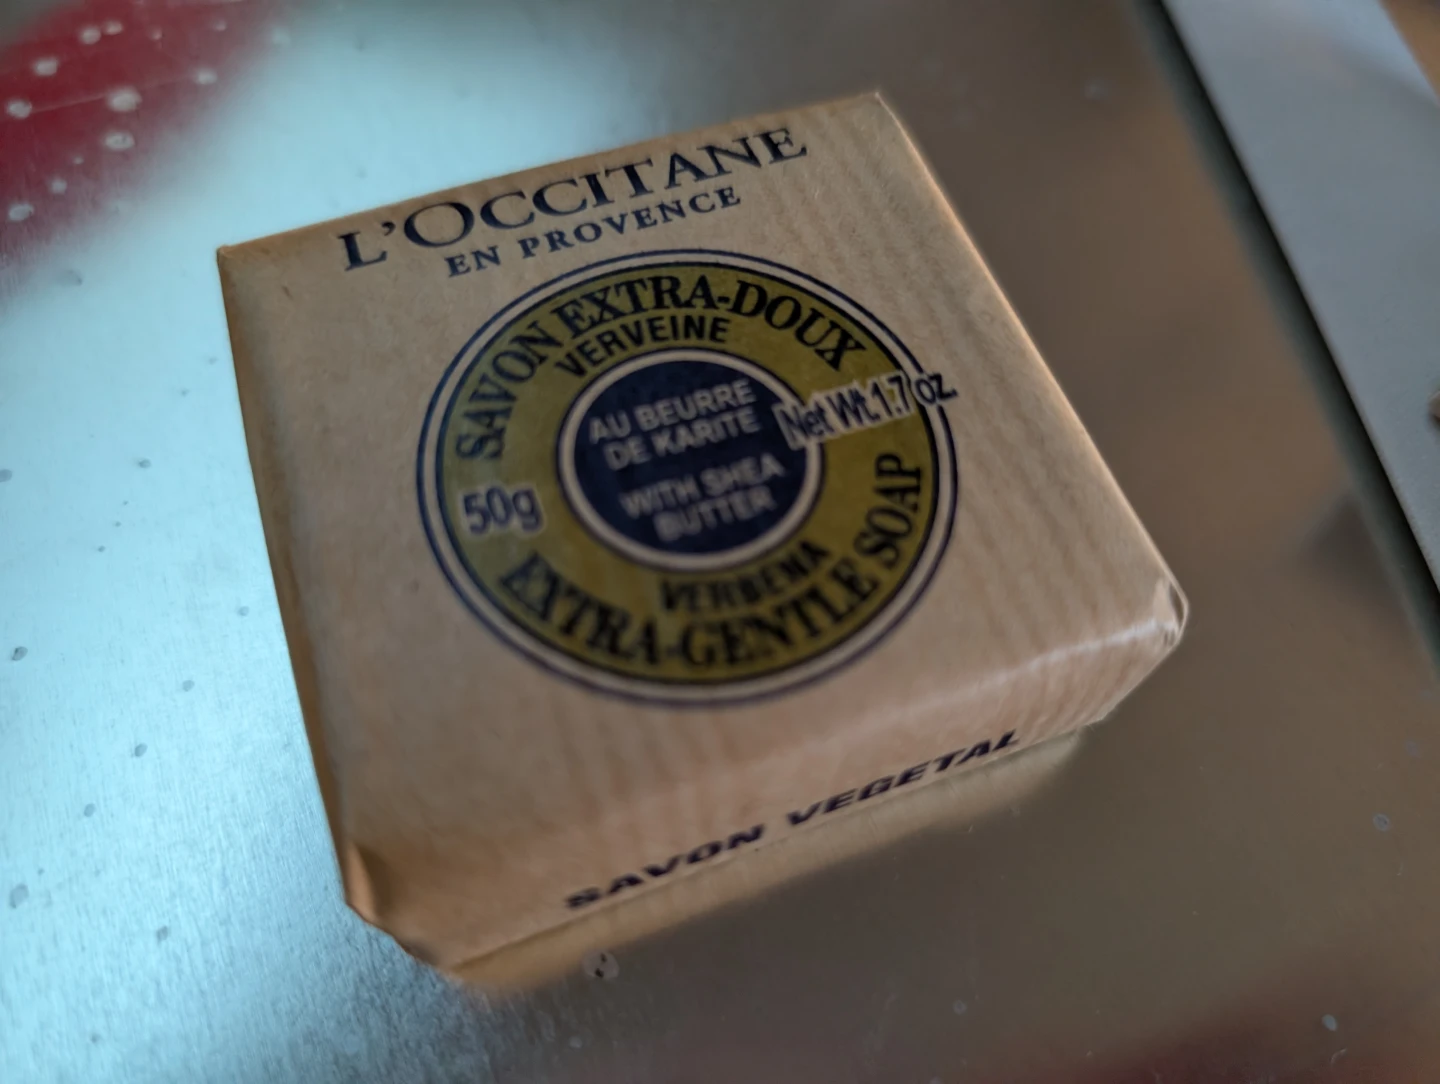 L'OCCITANE
EN PROVENCE
SAVON EXTRA-DOUX
VERVEINE
AU BEURRE
DE KARITE
WITH SHEA
BUTTER
50g
Net Wt.1.7 oz.
VERBENA
EXTRA-GENTLE SOAP
SAVON VEGETAL